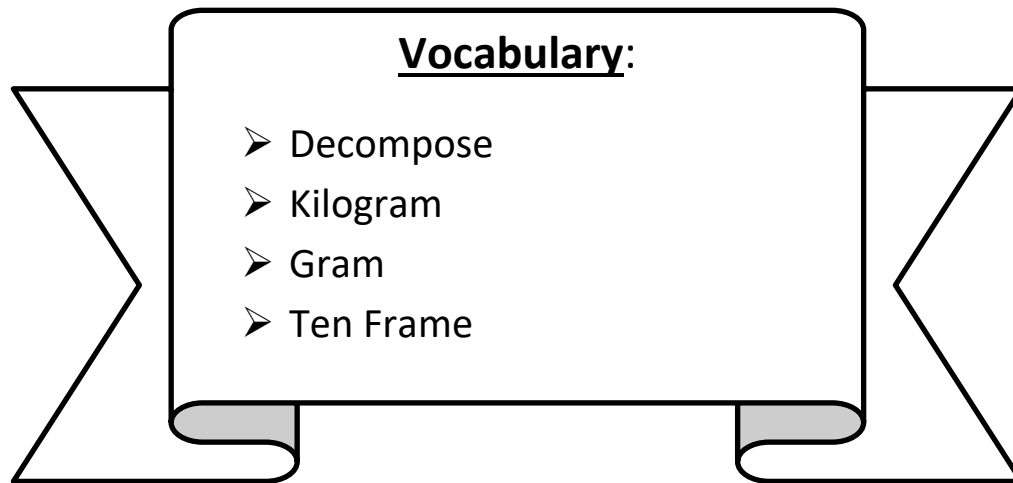 Vocabulary:
➢ Decompose
➢ Kilogram
➢ Gram
➢ Ten Frame